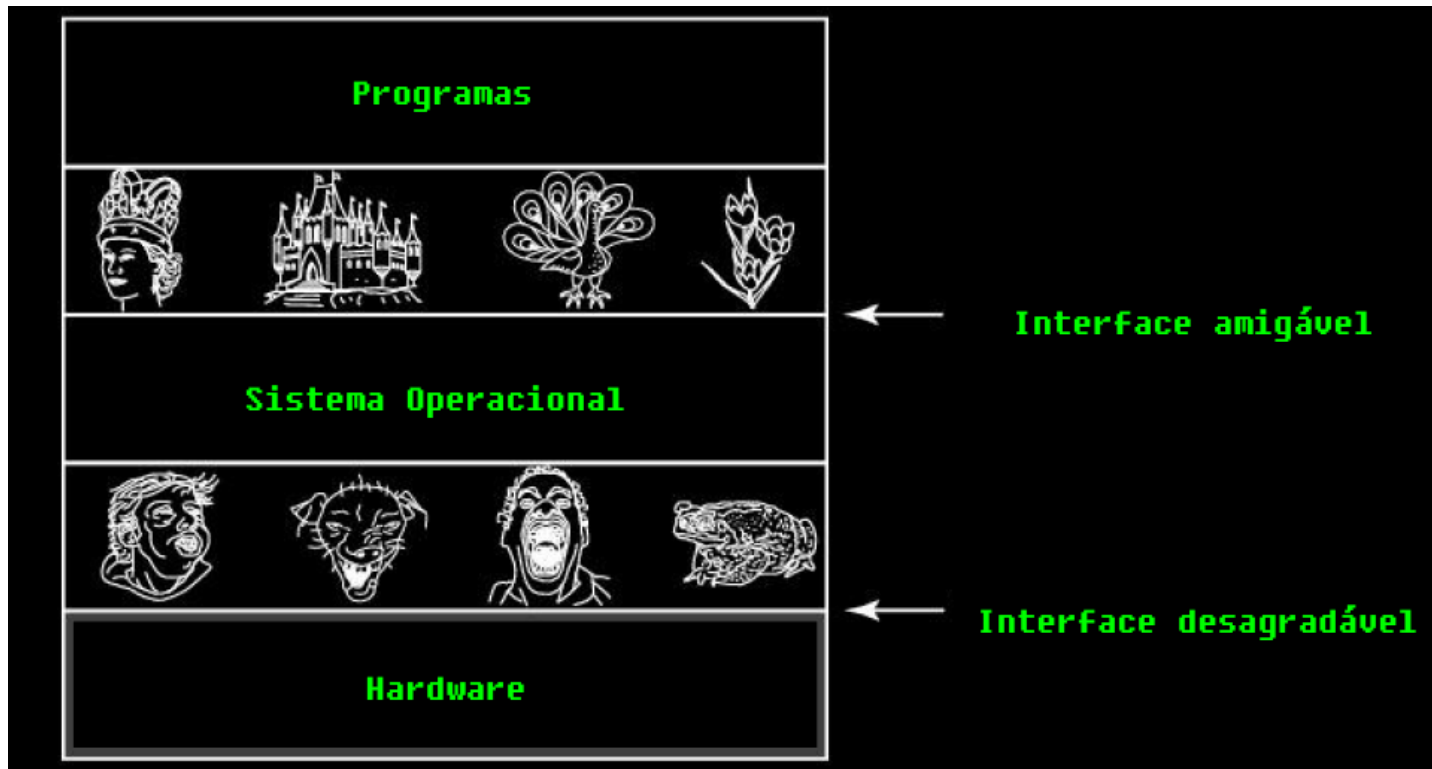 Programas
Interface amigável
Sistema Operacional
Interface desagradável
Hardware